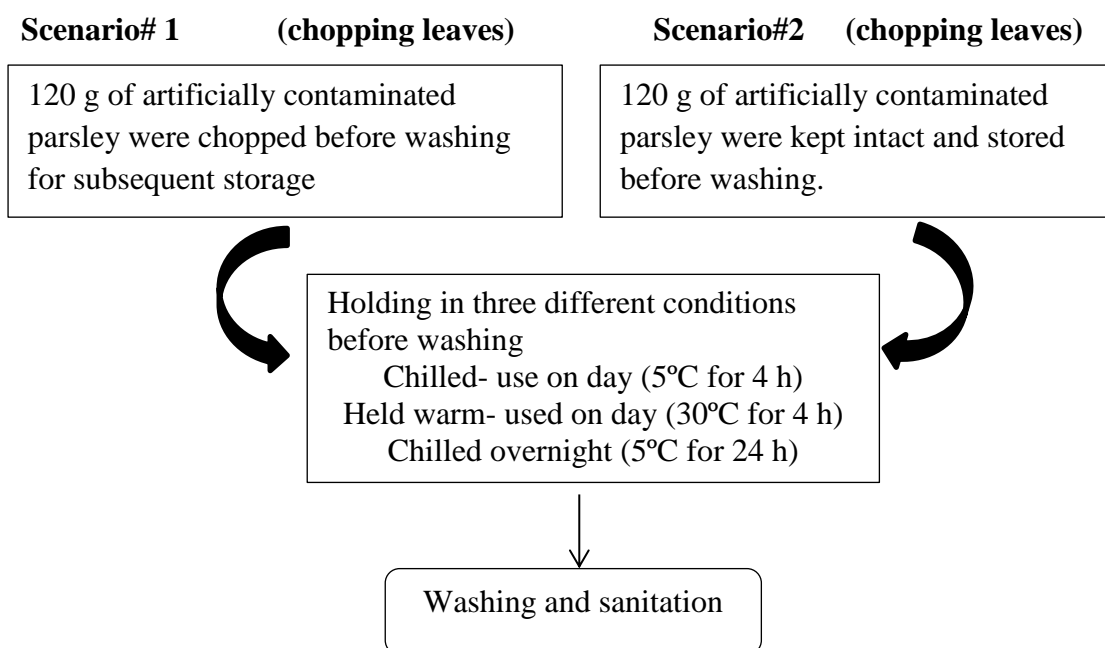 Scenario# 1 (chopping leaves)
Scenario#2 (chopping leaves)
120 g of artificially contaminated
parsley were chopped before washing
for subsequent storage
120 g of artificially contaminated
parsley were kept intact and stored
before washing.
Holding in three different conditions
before washing
Chilled- use on day (5ºC for 4 h)
Held warm- used on day (30ºC for 4 h)
Chilled overnight (5ºC for 24 h)
Washing and sanitation